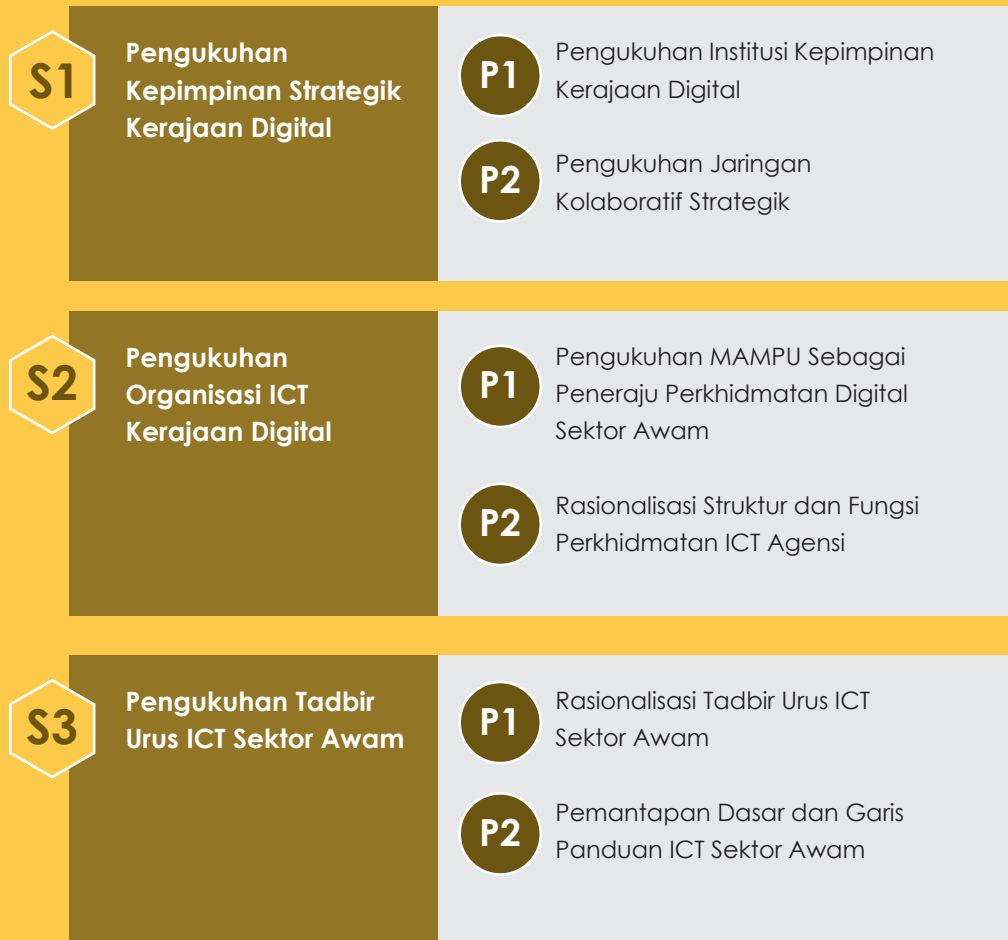 S1
Pengukuhan
Kepimpinan Strategik
Kerajaan Digital
P1
Pengukuhan Institusi Kepimpinan
Kerajaan Digital
P2
Pengukuhan Jaringan
Kolaboratif Strategik
S2
Pengukuhan
Organisasi ICT
Kerajaan Digital
P1
Pengukuhan MAMPU Sebagai
Peneraju Perkhidmatan Digital
Sektor Awam
P2
Rasionalisasi Struktur dan Fungsi
Perkhidmatan ICT Agensi
S3
Pengukuhan Tadbir
Urus ICT Sektor Awam
P1
Rasionalisasi Tadbir Urus ICT
Sektor Awam
P2
Pemantapan Dasar dan Garis
Panduan ICT Sektor Awam